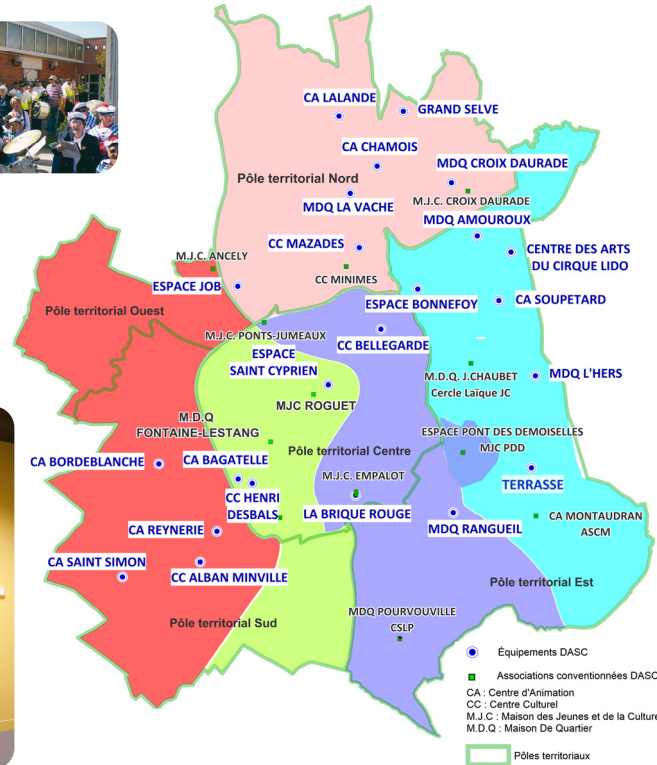 CA LALANDE
GRAND SELVE
CA CHAMOIS
MDQ CROIX DAURADE
Pôle territorial Nord
M.J.C. CROIX DAURADE
MDQ LA VACHE
MDQ AMOUROUX
CC MAZADES
CENTRE DES ARTS
DU CIRQUE LIDO
M.J.C. ANCELY
CC MINIMES
ESPACE JOB
ESPACE BONNEFOY
CA SOUPETARD
Pôle territorial Ouest
M.J.C. PONTS-JUMEAUX
CC BELLEGARDE
ESPACE
SAINT CYPRIEN
M.D.Q. J.CHAUBET
Cercle Laïque JC
MDQ L'HERS
MJC ROGUET
M.D.Q
FONTAINE-LESTANG
ESPACE PONT DES DEMOISELLES
MJC PDD
Pôle territorial Centre
CA BORDEBLANCHE
CA BAGATELLE
M.J.C. EMPALOT
TERRASSE
CC HENRI
DESBALS
LA BRIQUE ROUGE
MDQ RANGUEIL
CA MONTAUDRAN
ASCM
CA REYNERIE
CA SAINT SIMON
CC ALBAN MINVILLE
Pôle territorial Est
Pôle territorial Sud
MDQ POURVOUVILLE
CSLP
Équipements DASC
Associations conventionnées DASC
CA : Centre d'Animation
CC : Centre Culturel
M.J.C : Maison des Jeunes et de la Culture
M.D.Q : Maison De Quartier
Pôles territoriaux